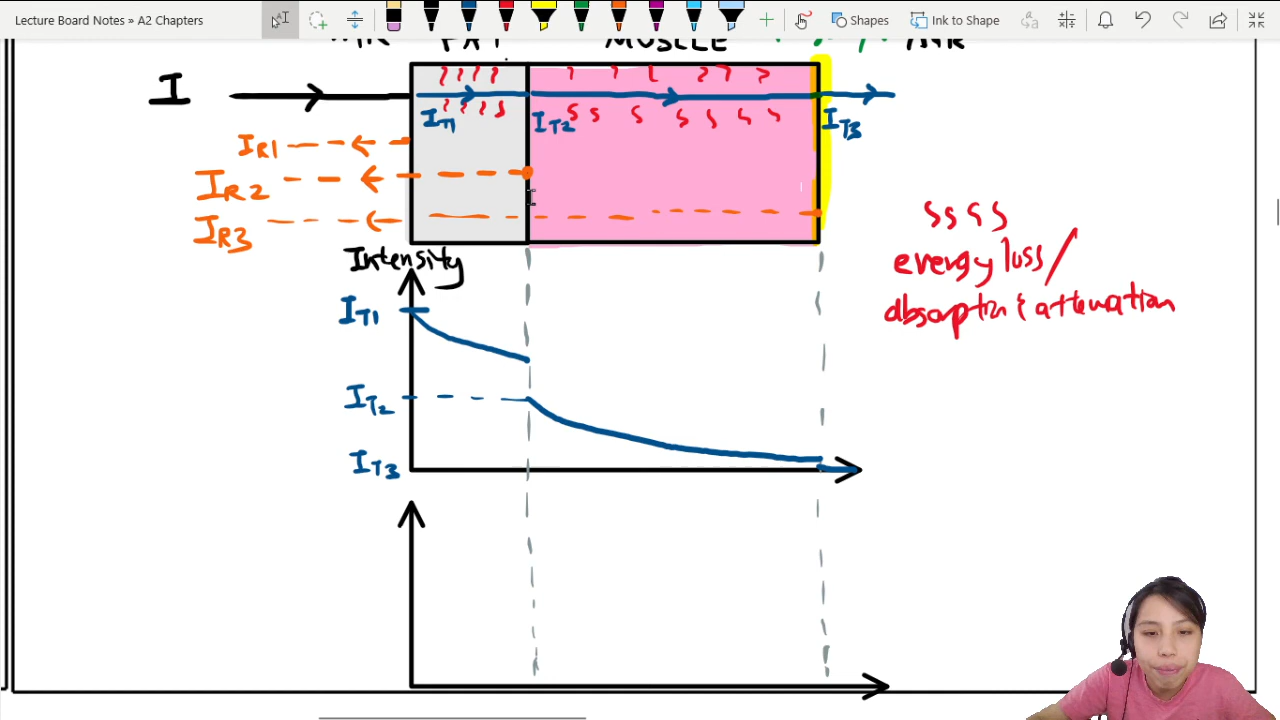 Lecture Board Notes » A2 Chapters
Shapes
Ink to Shape
MUSCLE
I
IT1
IT2
IT3
IR1
IR2
IR3
Intensity
IT1
IT2
IT3
ssss
energy loss/
absorptn & attenuation